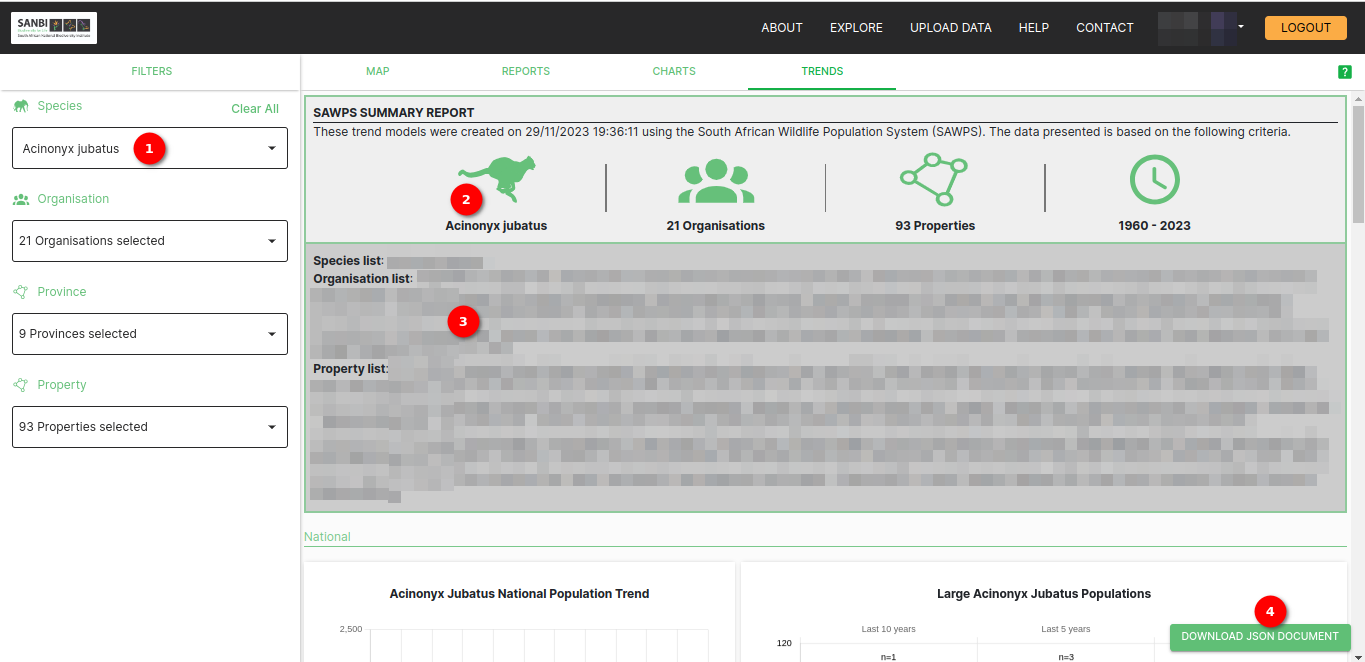 SANBI
South African National Biodiversity Institute
ABOUT
EXPLORE
UPLOAD DATA
HELP
CONTACT
LOGOUT
FILTERS
MAP
REPORTS
CHARTS
TRENDS
?
Species
Clear All
Acinonyx jubatus
1
Organisation
21 Organisations selected
Province
9 Provinces selected
Property
93 Properties selected
SAWPS SUMMARY REPORT
These trend models were created on 29/11/2023 19:36:11 using the South African Wildlife Population System (SAWPS). The data presented is based on the following criteria.
2
Acinonyx jubatus
21 Organisations
93 Properties
1960 - 2023
Species list:
Organisation list:
3
Property list:
National
Acinonyx Jubatus National Population Trend
2,500
Large Acinonyx Jubatus Populations
Last 10 years
Last 5 years
120
n=1
n=3
4
DOWNLOAD JSON DOCUMENT